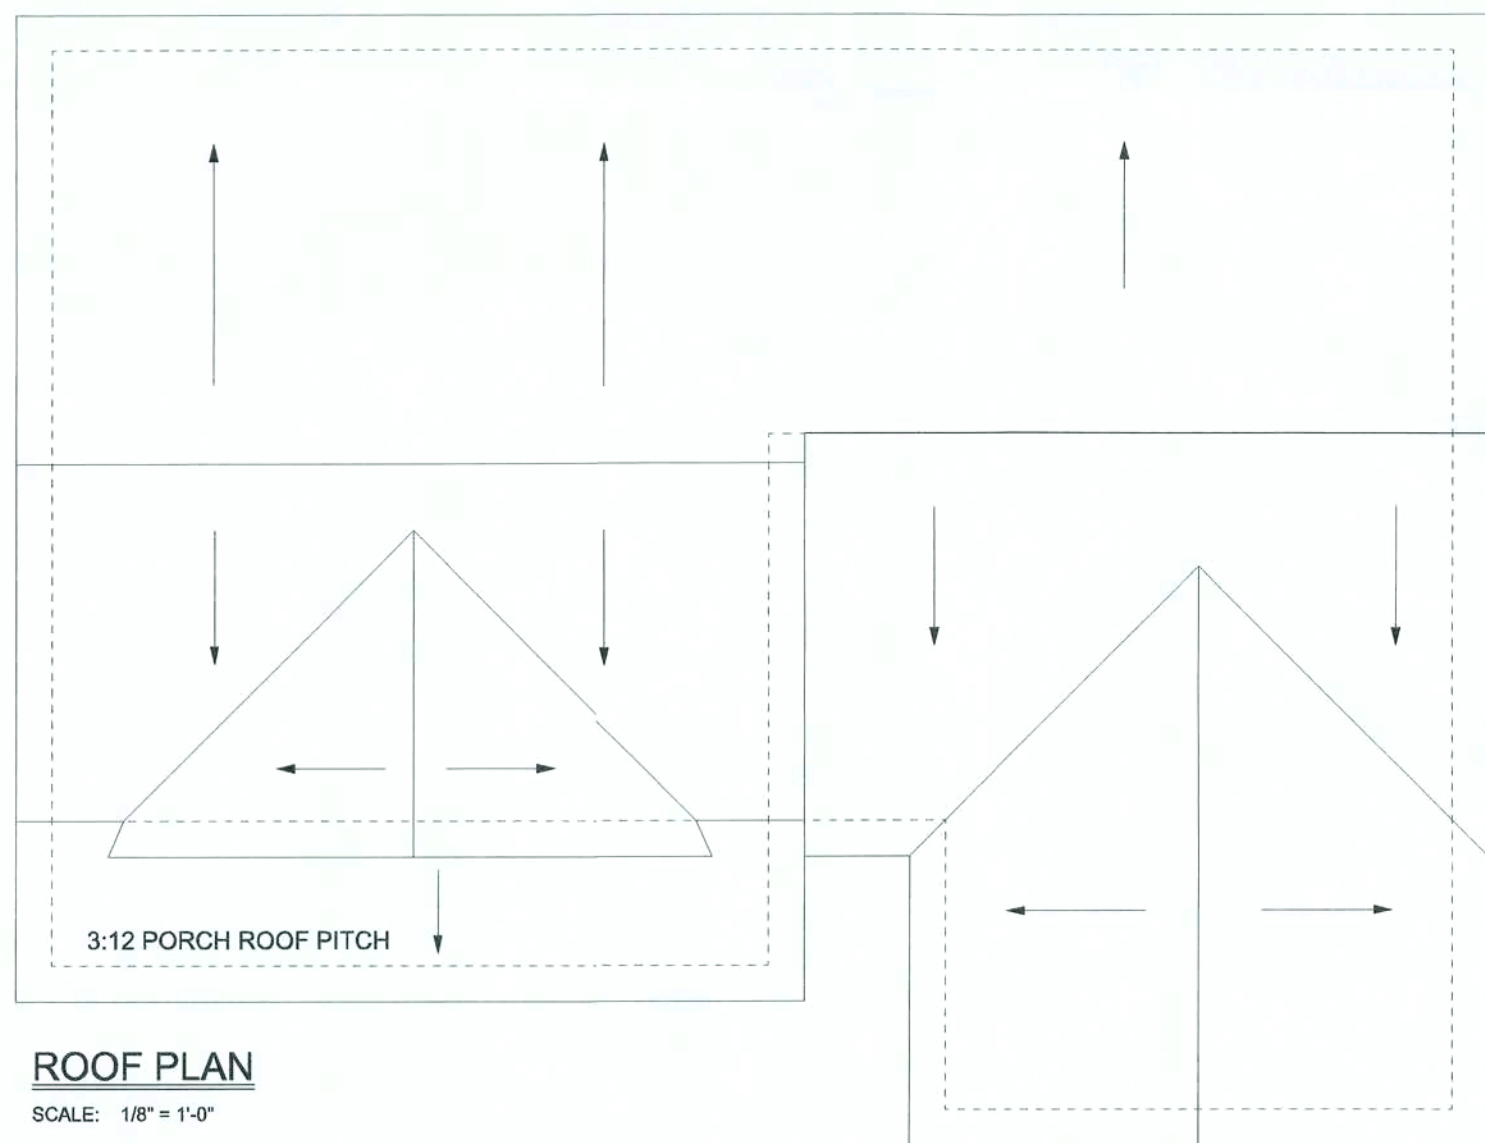 3:12 PORCH ROOF PITCH
ROOF PLAN
SCALE: 1/8" = 1'-0"